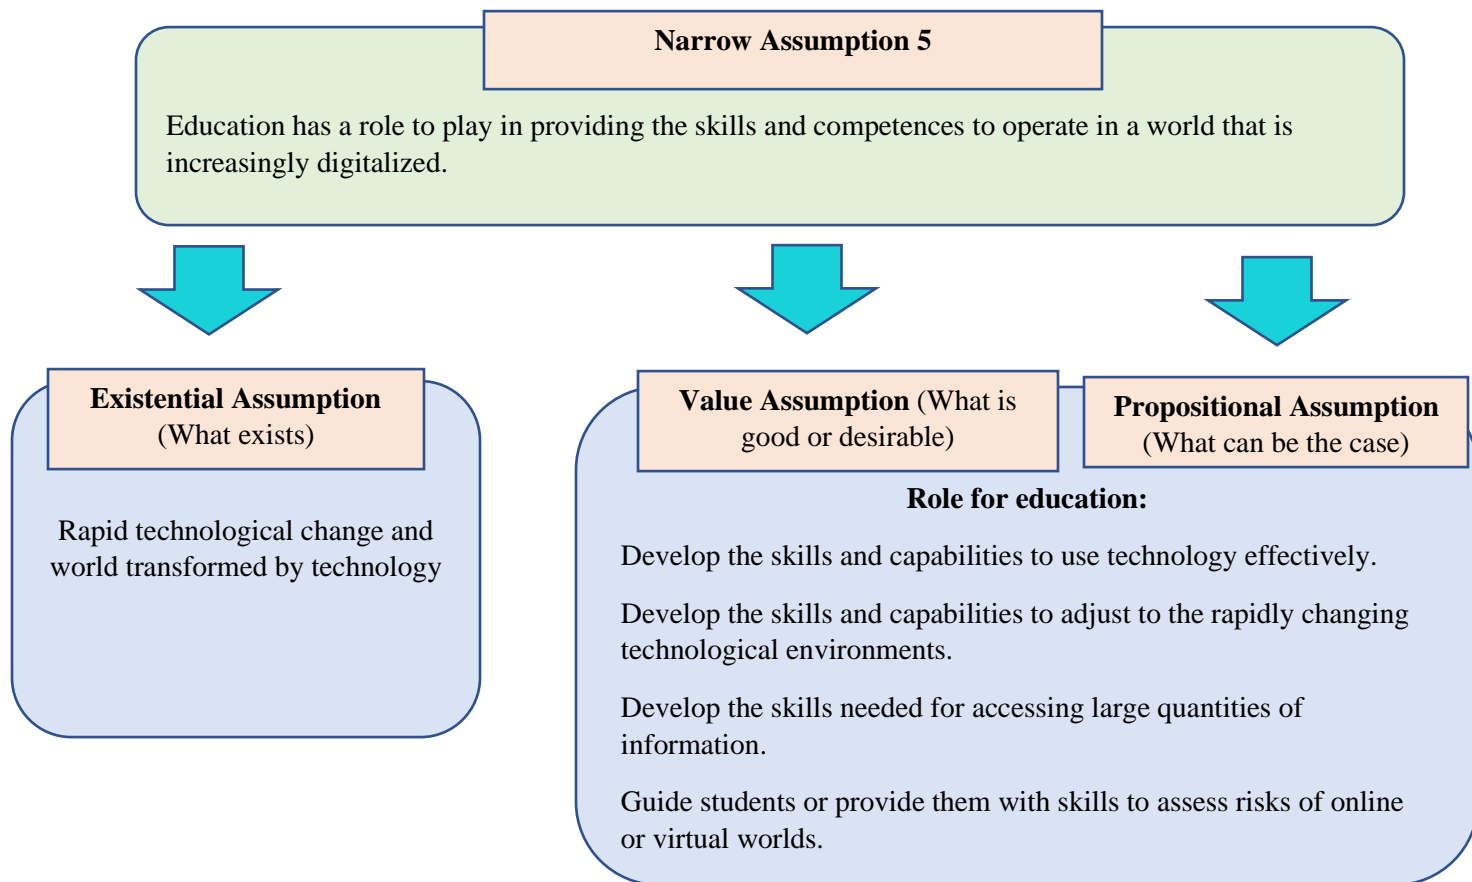 Narrow Assumption 5
Education has a role to play in providing the skills and competences to operate in a world that is
increasingly digitalized.
Existential Assumption
(What exists)
Rapid technological change and
world transformed by technology
Value Assumption (What is
good or desirable)
Propositional Assumption
(What can be the case)
Role for education:
Develop the skills and capabilities to use technology effectively.
Develop the skills and capabilities to adjust to the rapidly changing
technological environments.
Develop the skills needed for accessing large quantities of
information.
Guide students or provide them with skills to assess risks of online
or virtual worlds.